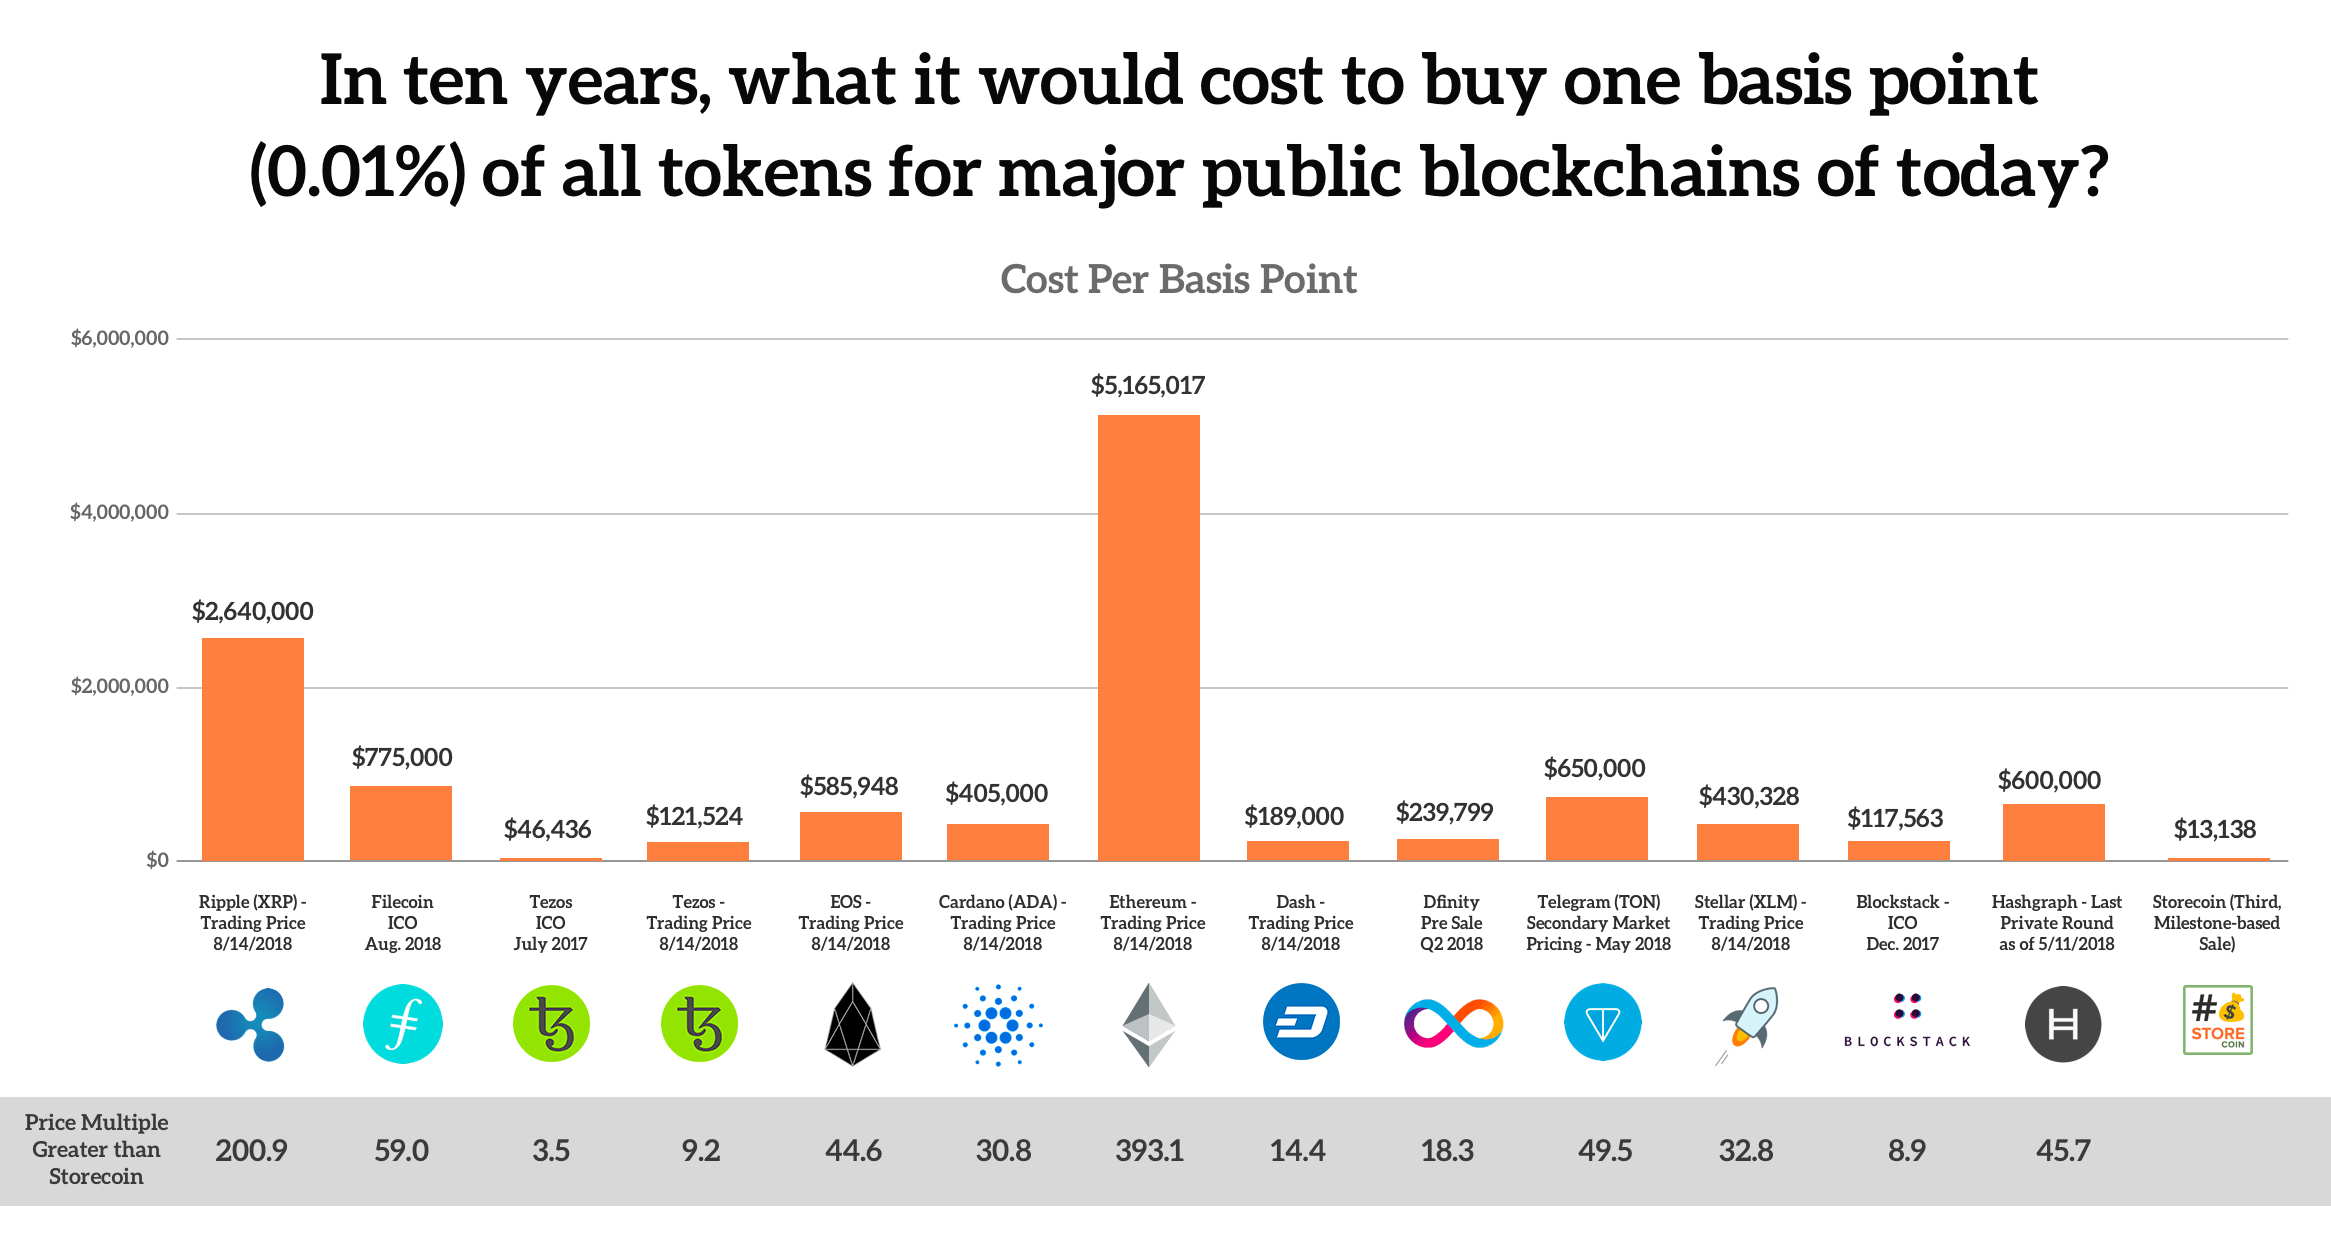 In ten years, what it would cost to buy one basis point
(0.01%) of all tokens for major public blockchains of today?
Cost Per Basis Point
$6,000,000
$4,000,000
$2,000,000
$0
$2,640,000
$775,000
$46,436
$121,524
$585,948
$405,000
$5,165,017
$189,000
$239,799
$650,000
$430,328
$117,563
$600,000
$13,138
Ripple (XRP) -
Trading Price
8/14/2018
Filecoin
ICO
Aug. 2018
Tezos
ICO
July 2017
Tezos -
Trading Price
8/14/2018
EOS -
Trading Price
8/14/2018
Cardano (ADA) -
Trading Price
8/14/2018
Ethereum -
Trading Price
8/14/2018
Dash -
Trading Price
8/14/2018
Dfinity
Pre Sale
Q2 2018
Telegram (TON)
Secondary Market
Pricing - May 2018
Stellar (XLM) -
Trading Price
8/14/2018
Blockstack -
ICO
Dec. 2017
Hashgraph - Last
Private Round
as of 5/11/2018
Storecoin (Third,
Milestone-based
Sale)
BLOCKSTACK
#$
STORE
COIN
Price Multiple
Greater than
Storecoin
200.9
59.0
3.5
9.2
44.6
30.8
393.1
14.4
18.3
49.5
32.8
8.9
45.7